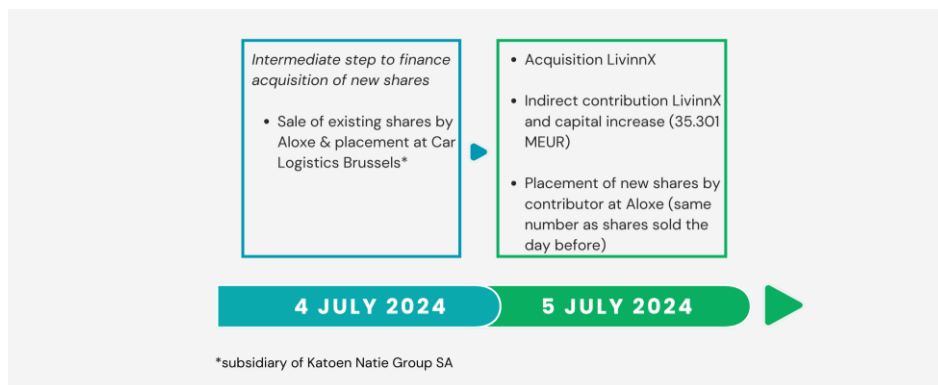 Intermediate step to finance
acquisition of new shares
• Sale of existing shares by
Aloxe & placement at Car
Logistics Brussels*
• Acquisition LivinnX
• Indirect contribution LivinnX
and capital increase (35.301
MEUR)
• Placement of new shares by
contributor at Aloxe (same
number as shares sold the
day before)
4 JULY 2024
5 JULY 2024
*subsidiary of Katoen Natie Group SA